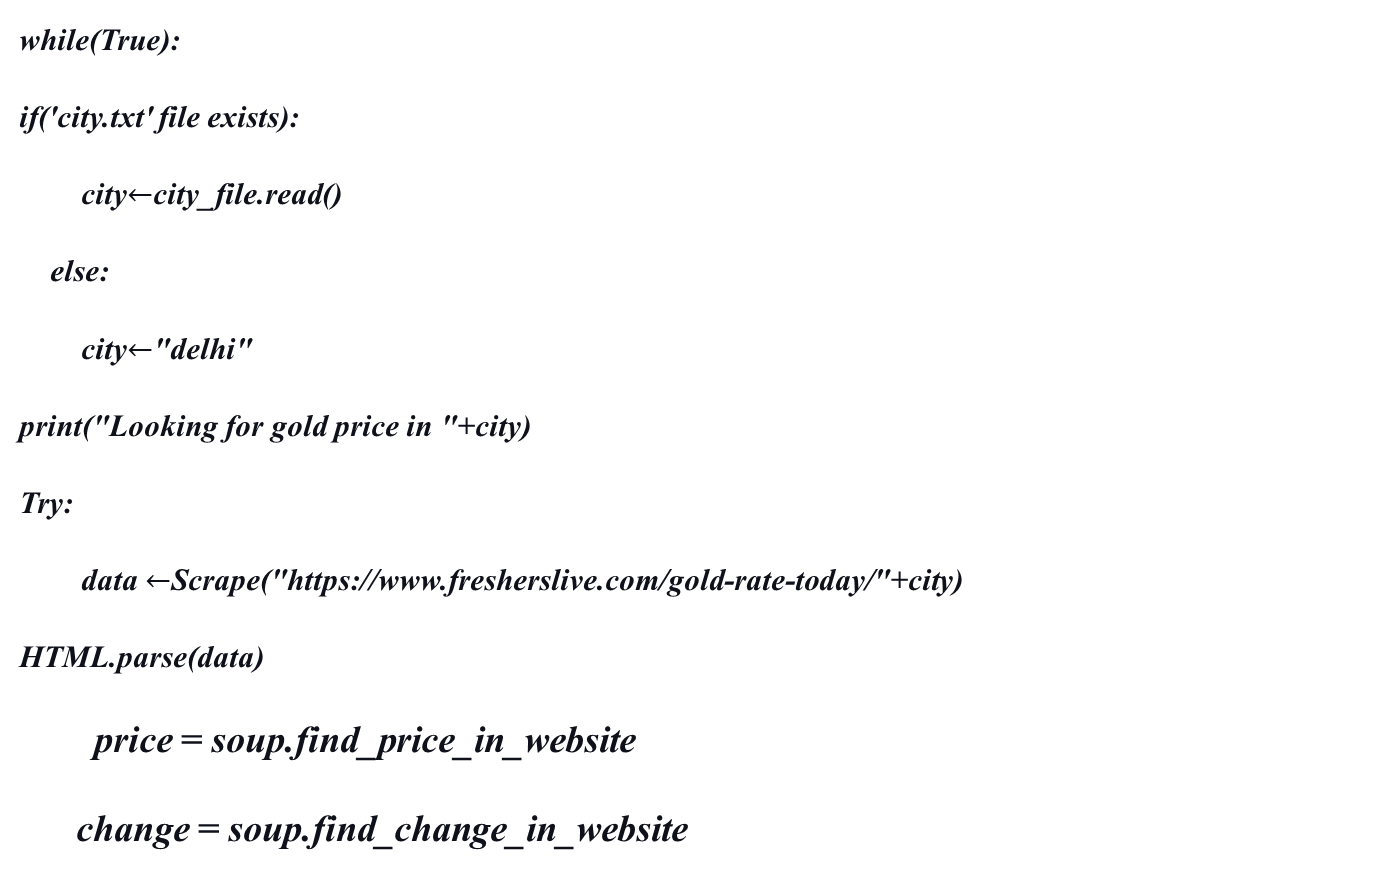 while(True):
if('city.txt' file exists):
city←city_file.read()
else:
city←"delhi"
print("Looking for gold price in "+city)
Try:
data ←Scrape("https://www.fresherslive.com/gold-rate-today/"+city)
HTML.parse(data)
price = soup.find_price_in_website
change = soup.find_change_in_website